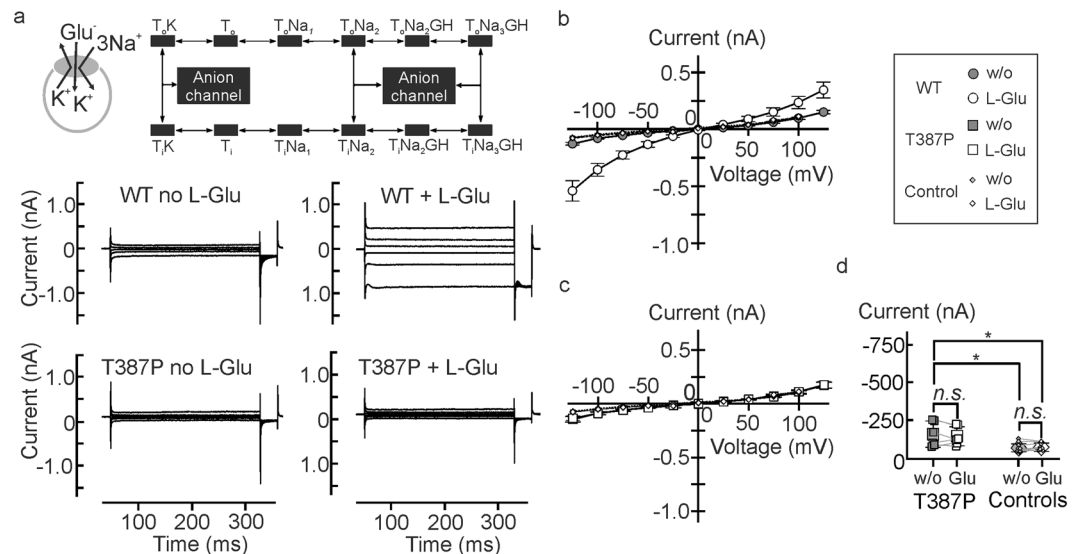 a
Glu⁻
3Na⁺
K⁺ K⁺
ToK To ToNa1 ToNa2 ToNa2GH ToNa3GH
Anion channel
Anion channel
TiK Ti TiNa1 TiNa2 TiNa2GH TiNa3GH
WT no L-Glu
Current (nA)
1.0
0
-1.0
WT + L-Glu
1.0
0
1.0
T387P no L-Glu
Current (nA)
1.0
0
-1.0
T387P + L-Glu
1.0
0
1.0
100 200 300
Time (ms)
100 200 300
Time (ms)
b
Current (nA)
0.5
-100 -50 0
0 50 100
Voltage (mV)
-0.5
-1.0
WT
w/o
L-Glu
T387P
w/o
L-Glu
Control
w/o
L-Glu
c
Current (nA)
0.5
-100 -50 0
0 50 100
Voltage (mV)
-0.5
-1.0
d
Current (nA)
-750
-500
-250
0
*
*
n.s.
n.s.
w/o Glu w/o Glu
T387P Controls